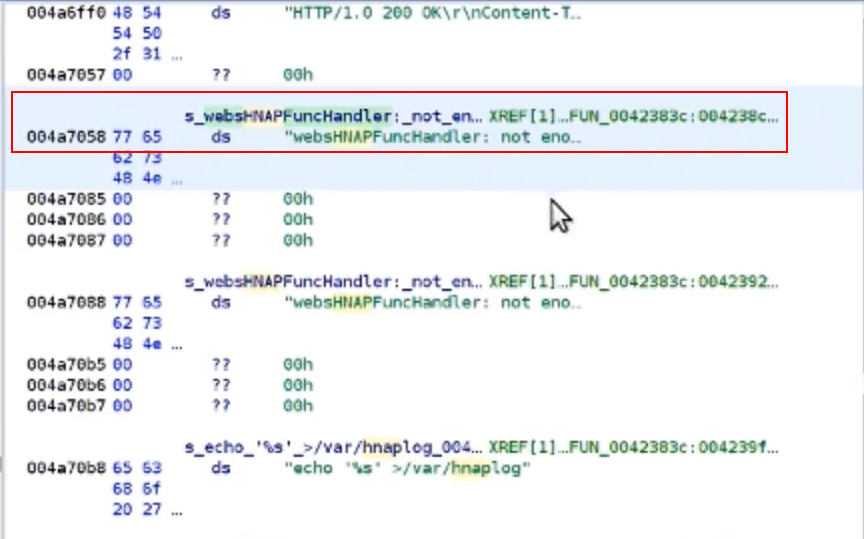 004a6ff0 48 54 ds "HTTP/1.0 200 OK\r\nContent-T..
54 50
2f 31 ...
004a7057 00 ?? 00h
s_websHNAPFuncHandler:_not_en... XREF[1]…FUN_0042383c:004238c...
004a7058 77 65 ds "websHNAPFuncHandler: not eno..
62 73
48 4e ...
004a7085 00 ?? 00h
004a7086 00 ?? 00h
004a7087 00 ?? 00h
s_websHNAPFuncHandler:_not_en... XREF[1]…FUN_0042383c:0042392...
004a7088 77 65 ds "websHNAPFuncHandler: not eno..
62 73
48 4e ...
004a70b5 00 ?? 00h
004a70b6 00 ?? 00h
004a70b7 00 ?? 00h
s_echo_'%s'_>/var/hnaplog_004... XREF[1]…FUN_0042383c:004239f...
004a70b8 65 63 ds "echo '%s' >/var/hnaplog"
68 6f
20 27 ...